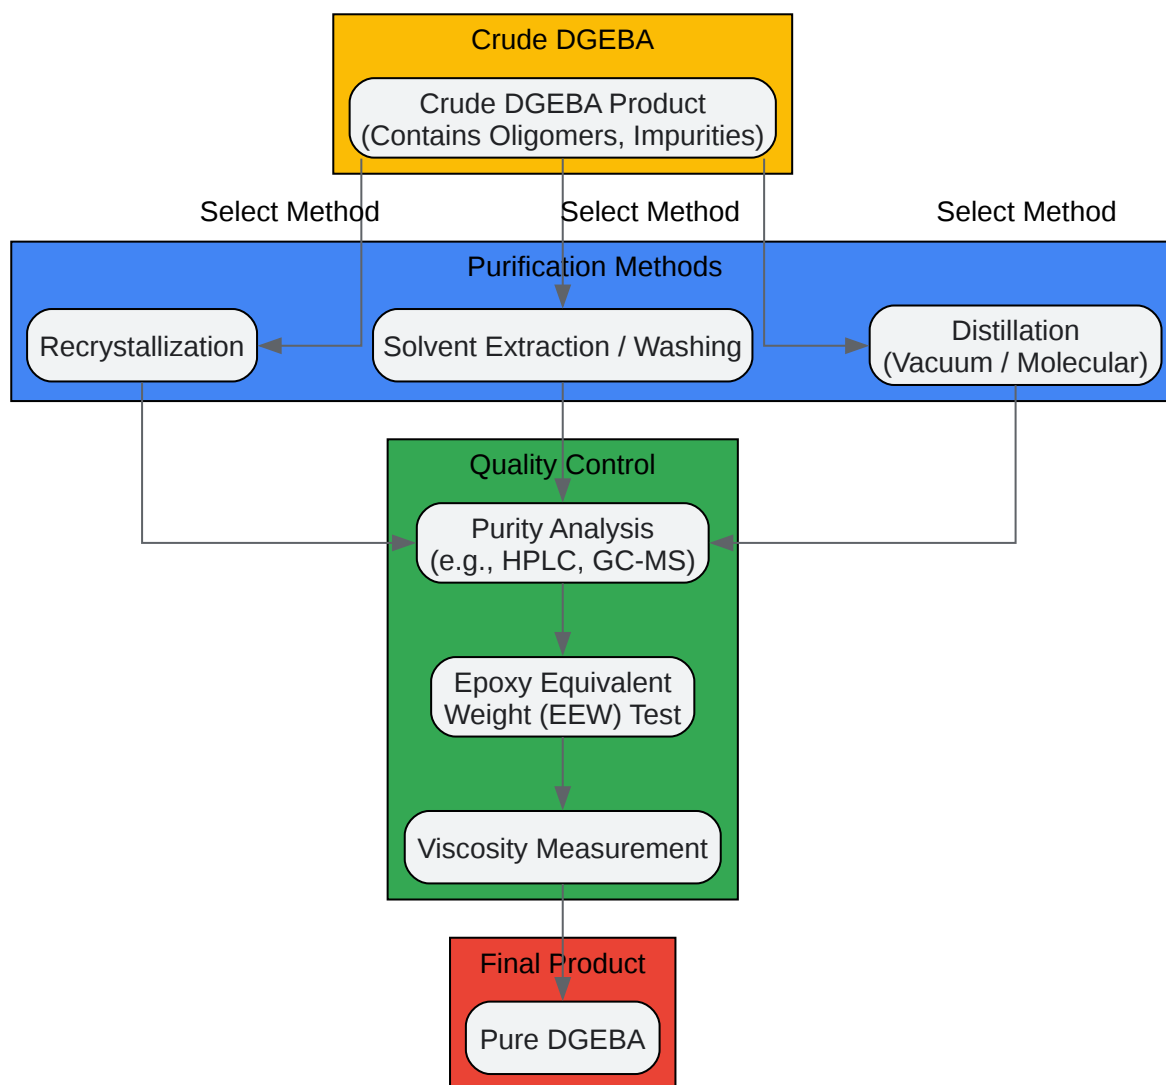 Crude DGEBA
Crude DGEBA Product
(Contains Oligomers, Impurities)
Select Method
Select Method
Select Method
Purification Methods
Recrystallization
Solvent Extraction / Washing
Distillation
(Vacuum / Molecular)
Quality Control
Purity Analysis
(e.g., HPLC, GC-MS)
Epoxy Equivalent
Weight (EEW) Test
Viscosity Measurement
Final Product
Pure DGEBA